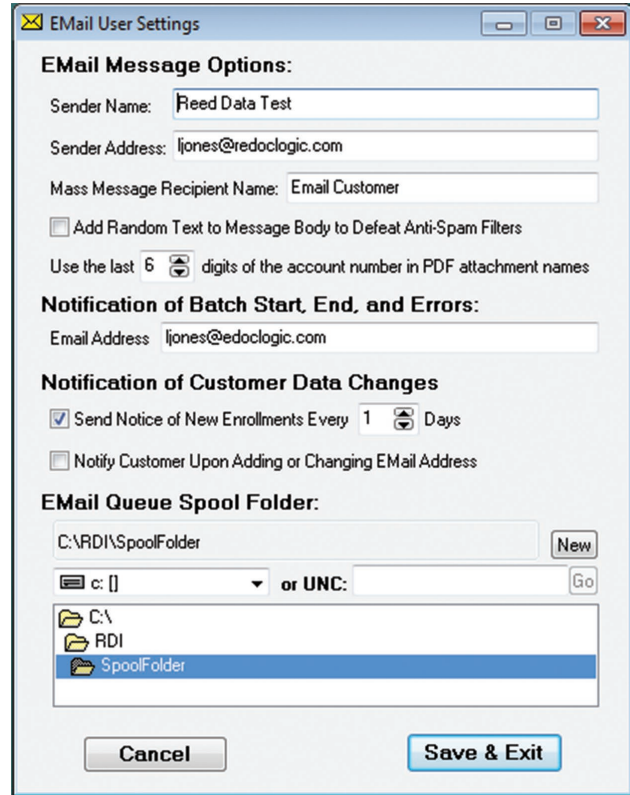 EMail User Settings
EMail Message Options:
Sender Name: Reed Data Test
Sender Address: ljones@redoclogic.com
Mass Message Recipient Name: Email Customer
Add Random Text to Message Body to Defeat Anti-Spam Filters
Use the last 6 digits of the account number in PDF attachment names
Notification of Batch Start, End, and Errors:
Email Address ljones@edoclogic.com
Notification of Customer Data Changes
Send Notice of New Enrollments Every 1 Days
Notify Customer Upon Adding or Changing EMail Address
EMail Queue Spool Folder:
C:\RDI\SpoolFolder New
c: [] or UNC: Go
C:\
RDI
SpoolFolder
Cancel Save & Exit